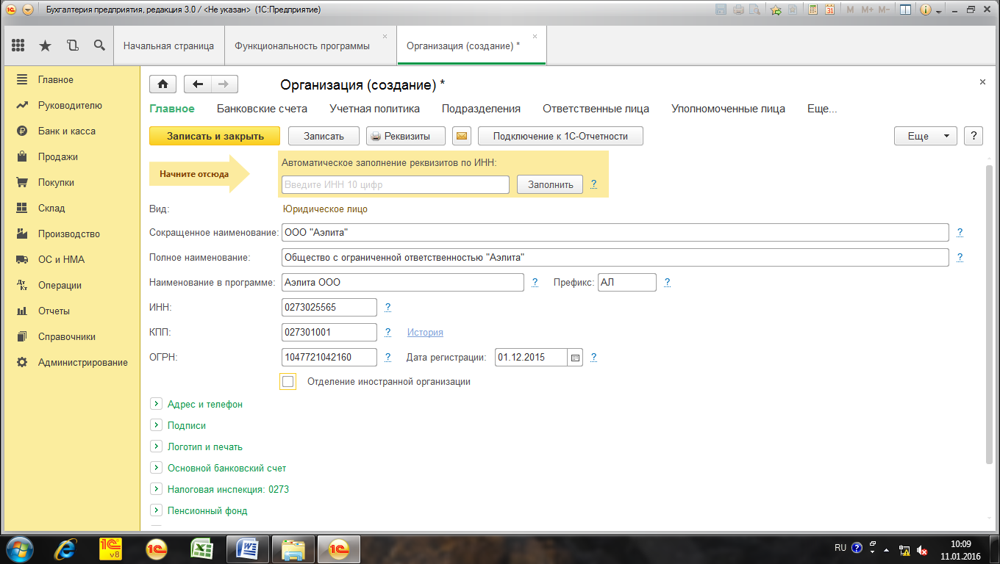 Бухгалтерия предприятия, редакция 3.0 / <Не указан> (1С:Предприятие)
M M+ M-
Начальная страница
Функциональность программы
Организация (создание) *
Главное
Руководителю
Банк и касса
Продажи
Покупки
Склад
Производство
ОС и НМА
Операции
Отчеты
Справочники
Администрирование
Организация (создание) *
Главное Банковские счета Учетная политика Подразделения Ответственные лица Уполномоченные лица Еще...
Записать и закрыть Записать Реквизиты Подключение к 1С-Отчетности Еще ?
Начните отсюда
Автоматическое заполнение реквизитов по ИНН:
Введите ИНН 10 цифр Заполнить ?
Вид: Юридическое лицо
Сокращенное наименование: ООО "Аэлита" ?
Полное наименование: Общество с ограниченной ответственностью "Аэлита" ?
Наименование в программе: Аэлита ООО ? Префикс: АЛ ?
ИНН: 0273025565 ?
КПП: 027301001 ? История
ОГРН: 1047721042160 ? Дата регистрации: 01.12.2015 ?
Отделение иностранной организации
Адрес и телефон
Подписи
Логотип и печать
Основной банковский счет
Налоговая инспекция: 0273
Пенсионный фонд
RU
10:09
11.01.2016